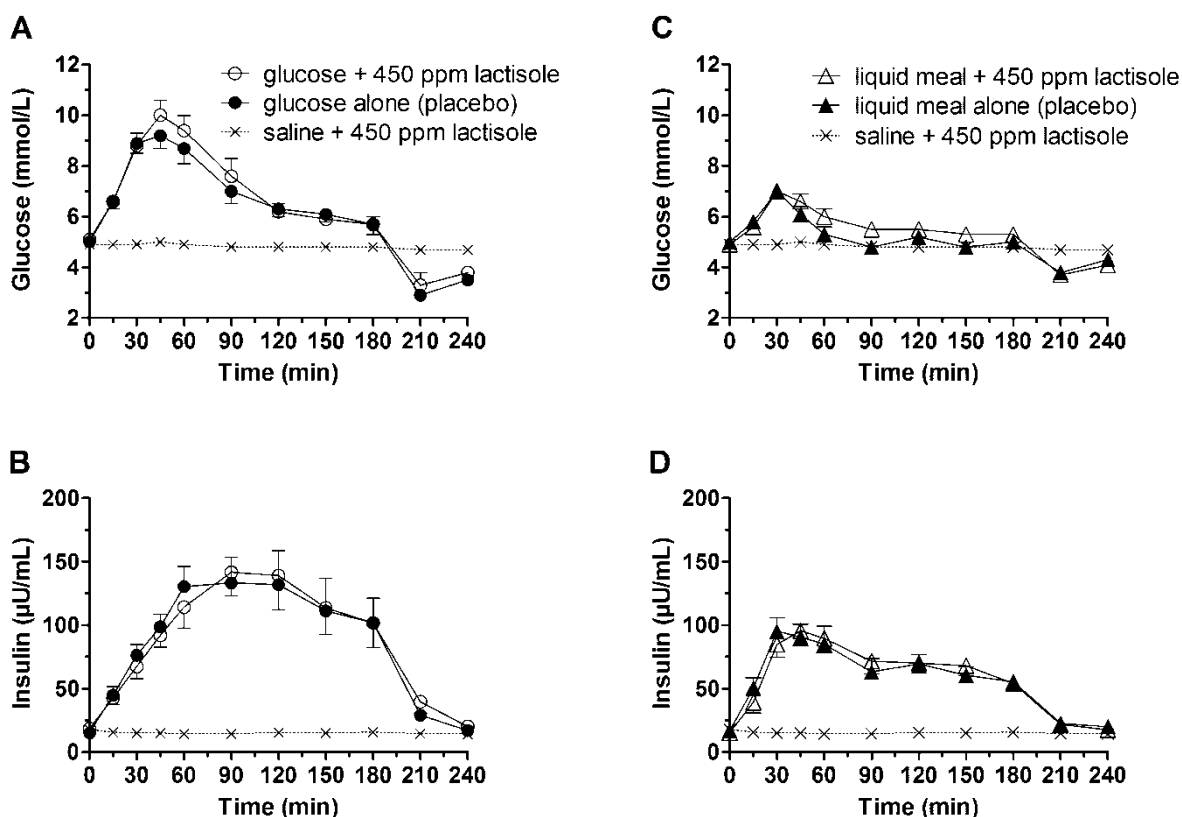 A
C
12
10
8
6
4
2
Glucose (mmol/L)
glucose + 450 ppm lactisole
glucose alone (placebo)
saline + 450 ppm lactisole
0 30 60 90 120 150 180 210 240
Time (min)
12
10
8
6
4
2
Glucose (mmol/L)
liquid meal + 450 ppm lactisole
liquid meal alone (placebo)
saline + 450 ppm lactisole
0 30 60 90 120 150 180 210 240
Time (min)
B
D
200
150
100
50
0
Insulin (µU/mL)
0 30 60 90 120 150 180 210 240
Time (min)
200
150
100
50
0
Insulin (µU/mL)
0 30 60 90 120 150 180 210 240
Time (min)